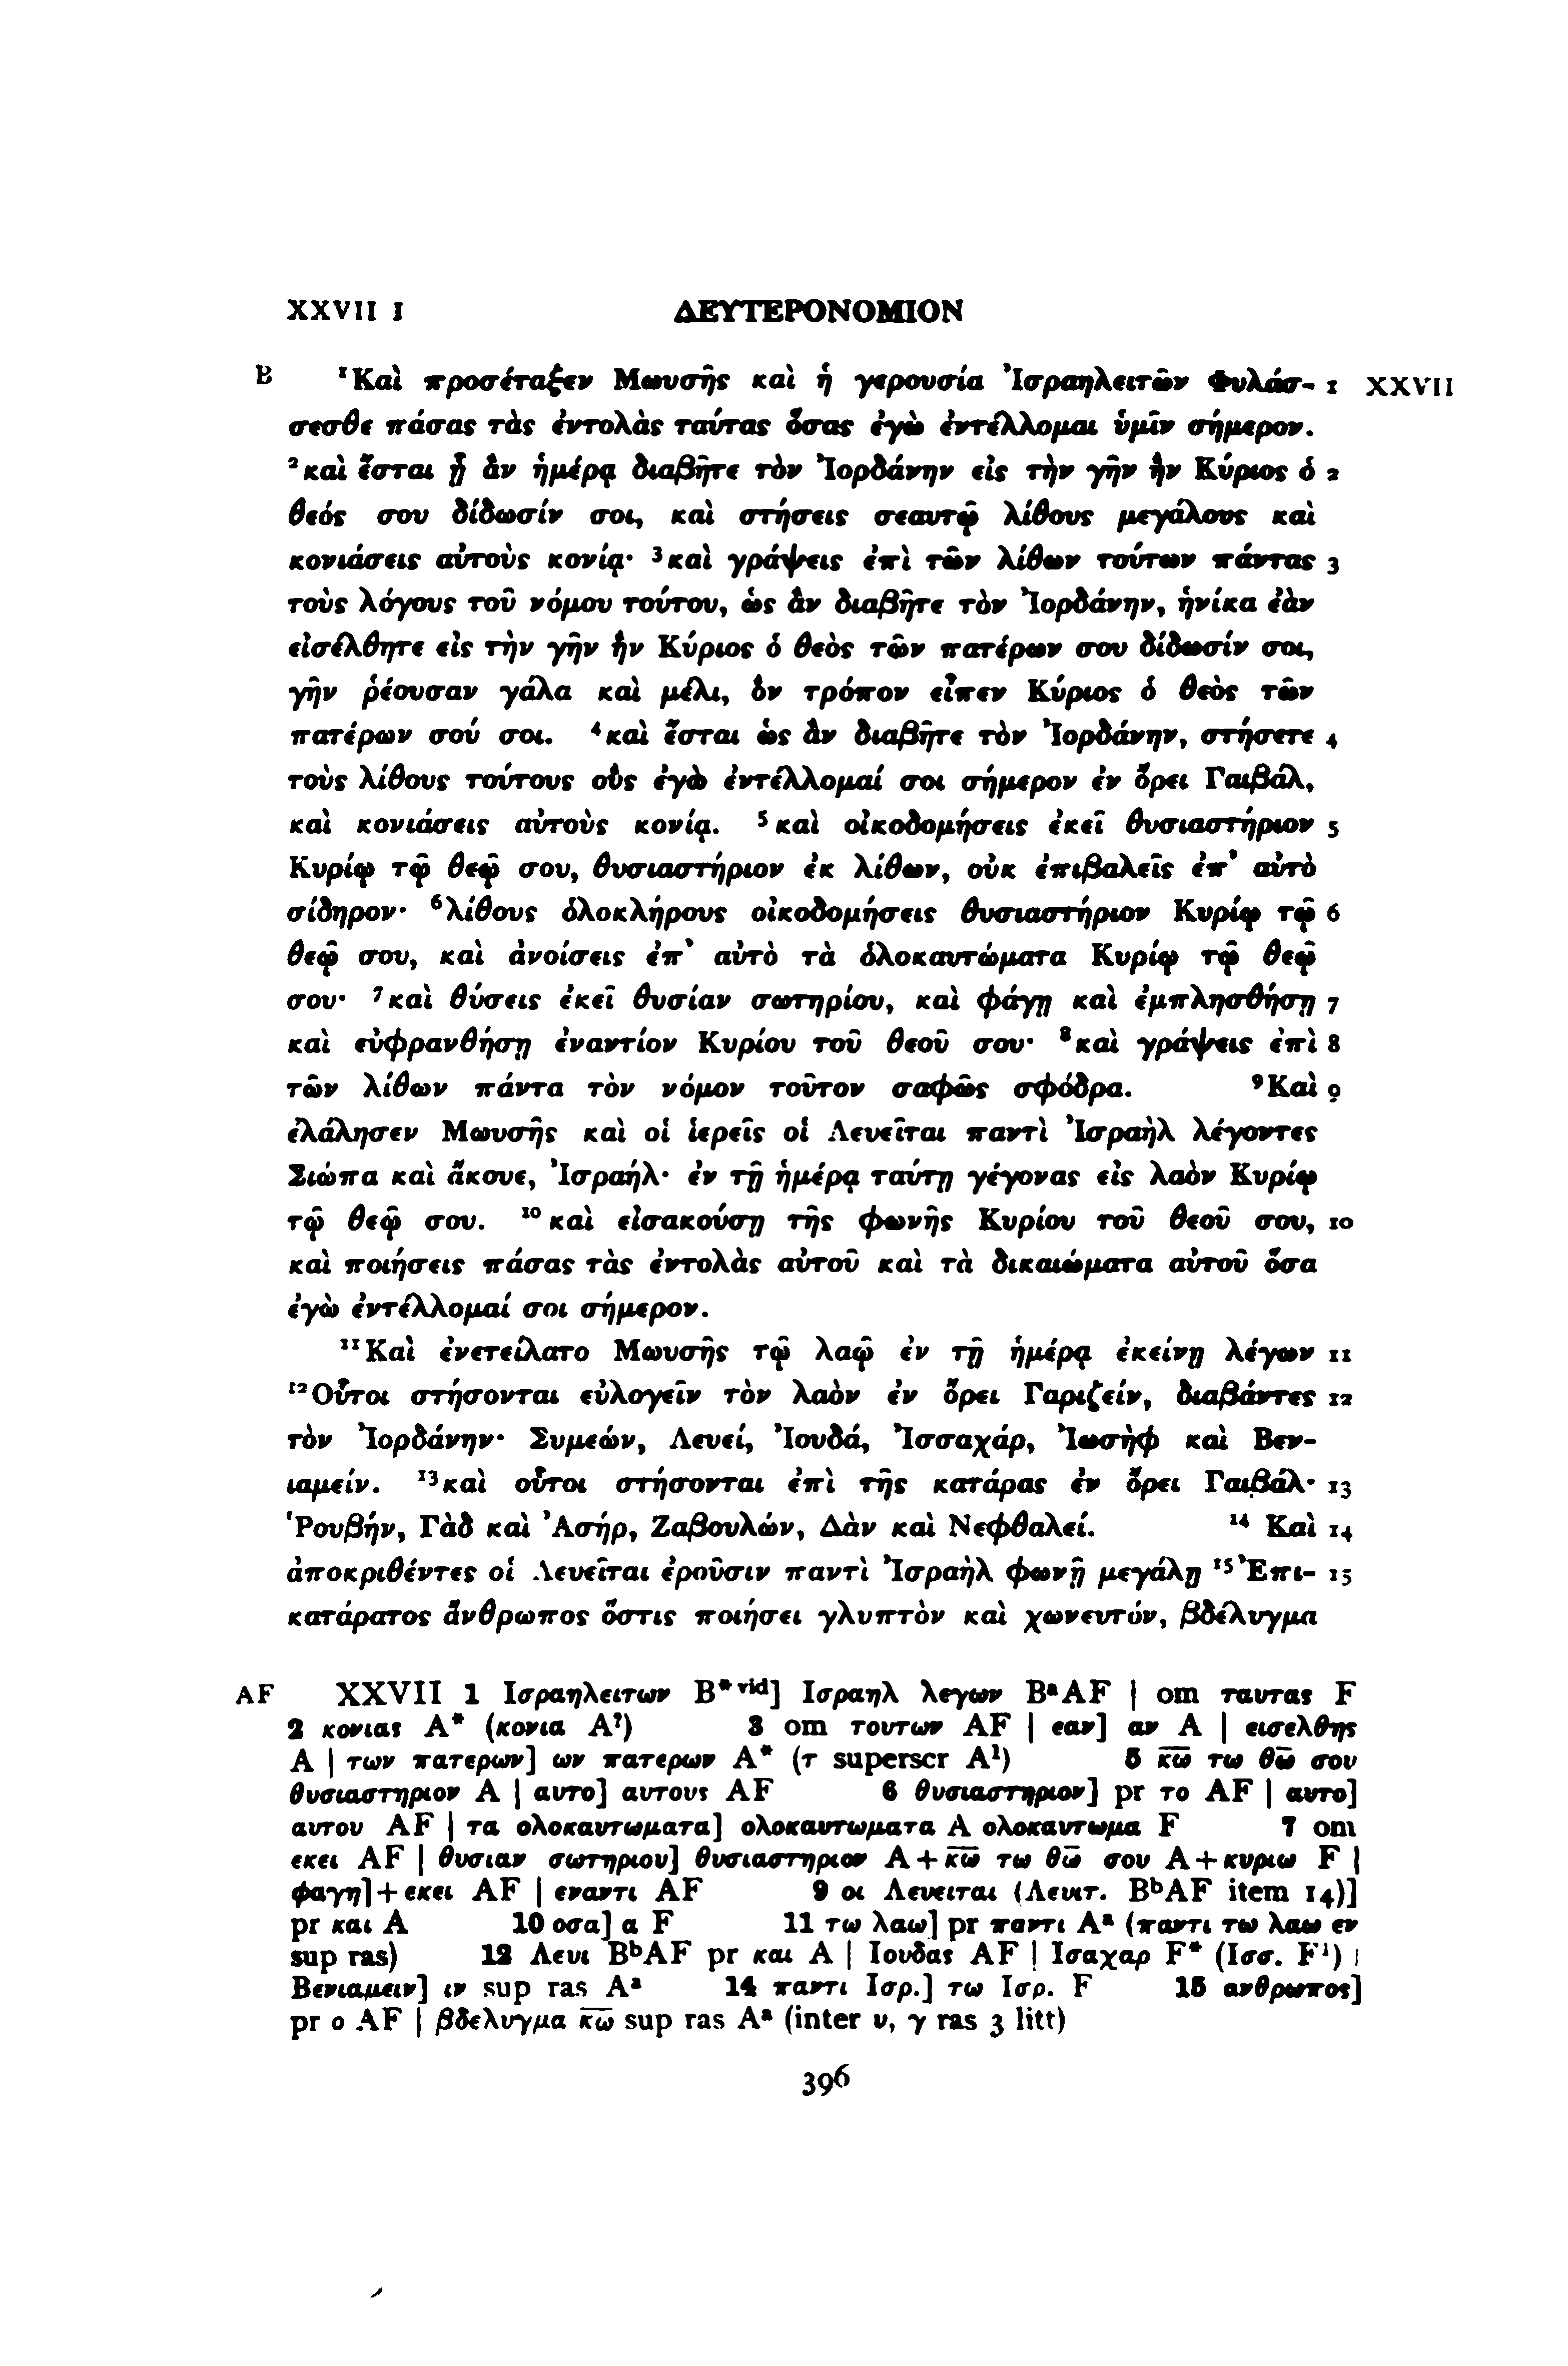 XXVII 1 ΔΕΥΤΕΡΟΝΟΜΙΟΝ
B ¹Καὶ προσέταξεν Μωυσῆς καὶ ἡ γερουσία Ἰσραηλειτῶν Φυλάσ- 1 XXVII
σεσθε πάσας τὰς ἐντολὰς ταύτας ὅσας ἐγὼ ἐντέλλομαι ὑμῖν σήμερον.
²καὶ ἔσται ᾗ ἂν ἡμέρᾳ διαβῆτε τὸν Ἰορδάνην εἰς τὴν γῆν ἣν Κύριος ὁ 2
θεός σου δίδωσίν σοι, καὶ στήσεις σεαυτῷ λίθους μεγάλους καὶ
κονιάσεις αὐτοὺς κονίᾳ· ³καὶ γράψεις ἐπὶ τῶν λίθων τούτων πάντας 3
τοὺς λόγους τοῦ νόμου τούτου, ὡς ἂν διαβῆτε τὸν Ἰορδάνην, ἡνίκα ἐὰν
εἰσέλθητε εἰς τὴν γῆν ἣν Κύριος ὁ θεὸς τῶν πατέρων σου δίδωσίν σοι,
γῆν ῥέουσαν γάλα καὶ μέλι, ὃν τρόπον εἶπεν Κύριος ὁ θεὸς τῶν
πατέρων σού σοι. ⁴καὶ ἔσται ὡς ἂν διαβῆτε τὸν Ἰορδάνην, στήσετε 4
τοὺς λίθους τούτους οὓς ἐγὼ ἐντέλλομαί σοι σήμερον ἐν ὄρει Γαιβάλ,
καὶ κονιάσεις αὐτοὺς κονίᾳ. ⁵καὶ οἰκοδομήσεις ἐκεῖ θυσιαστήριον 5
Κυρίῳ τῷ θεῷ σου, θυσιαστήριον ἐκ λίθων, οὐκ ἐπιβαλεῖς ἐπ᾽ αὐτὸ
σίδηρον· ⁶λίθους ὁλοκλήρους οἰκοδομήσεις θυσιαστήριον Κυρίῳ τῷ 6
θεῷ σου, καὶ ἀνοίσεις ἐπ᾽ αὐτὸ τὰ ὁλοκαυτώματα Κυρίῳ τῷ θεῷ
σου· ⁷καὶ θύσεις ἐκεῖ θυσίαν σωτηρίου, καὶ φάγῃ καὶ ἐμπλησθήσῃ 7
καὶ εὐφρανθήσῃ ἐναντίον Κυρίου τοῦ θεοῦ σου· ⁸καὶ γράψεις ἐπὶ 8
τῶν λίθων πάντα τὸν νόμον τοῦτον σαφῶς σφόδρα. ⁹Καὶ 9
ἐλάλησεν Μωυσῆς καὶ οἱ ἱερεῖς οἱ Λευεῖται παντὶ Ἰσραὴλ λέγοντες
Σιώπα καὶ ἄκουε, Ἰσραήλ· ἐν τῇ ἡμέρᾳ ταύτῃ γέγονας εἰς λαὸν Κυρίῳ
τῷ θεῷ σου. ¹⁰καὶ εἰσακούσῃ τῆς φωνῆς Κυρίου τοῦ θεοῦ σου, 10
καὶ ποιήσεις πάσας τὰς ἐντολὰς αὐτοῦ καὶ τὰ δικαιώματα αὐτοῦ ὅσα
ἐγὼ ἐντέλλομαί σοι σήμερον.
¹¹Καὶ ἐνετείλατο Μωυσῆς τῷ λαῷ ἐν τῇ ἡμέρᾳ ἐκείνῃ λέγων 11
¹²Οὗτοι στήσονται εὐλογεῖν τὸν λαὸν ἐν ὄρει Γαριζείν, διαβάντες 12
τὸν Ἰορδάνην· Συμεών, Λευεί, Ἰουδά, Ἰσσαχάρ, Ἰωσὴφ καὶ Βεν-
ιαμείν. ¹³καὶ οὗτοι στήσονται ἐπὶ τῆς κατάρας ἐν ὄρει Γαιβάλ· 13
Ῥουβήν, Γὰδ καὶ Ἀσήρ, Ζαβουλών, Δὰν καὶ Νεφθαλεί. ¹⁴Καὶ 14
ἀποκριθέντες οἱ Λευεῖται ἐροῦσιν παντὶ Ἰσραὴλ φωνῇ μεγάλῃ ¹⁵Ἐπι- 15
κατάρατος ἄνθρωπος ὅστις ποιήσει γλυπτὸν καὶ χωνευτόν, βδέλυγμα
AF XXVII 1 Ισραηλειτων B*ᵛⁱᵈ] Ισραηλ λεγων BᵃAF | om ταυτας F
2 κονιας A* (κονια A?) 3 om τουτων AF | εαν] αν A | εισελθης
A | των πατερων] ων πατερων A* (τ superscr A¹) 5 κ̅ω̅ τω θ̅ω̅ σου
θυσιαστηριον A | αυτο] αυτους AF 6 θυσιαστηριον] pr το AF | αυτο]
αυτου AF | τα ολοκαυτωματα] ολοκαυτωματα A ολοκαυτωμα F 7 om
εκει AF | θυσιαν σωτηριου] θυσιαστηριον A + κ̅ω̅ τω θ̅ω̅ σου A + κυριω F |
φαγη] + εκει AF | εναντι AF 9 οι Λευειται (Λευιτ. BᵇAF item 14)]
pr και A 10 οσα] α F 11 τω λαω] pr παντι Aᵃ (παντι τω λαω εν
sup ras) 12 Λευι BᵇAF pr και A | Ιουδας AF | Ισαχαρ F* (Ισσ. F¹) |
Βενιαμειν] ιν sup ras Aᵃ 14 παντι Ισρ.] τω Ισρ. F 15 ανθρωπος]
pr ο AF | βδελυγμα κ̅ω̅ sup ras Aᵃ (inter υ, γ ras 3 litt)
396